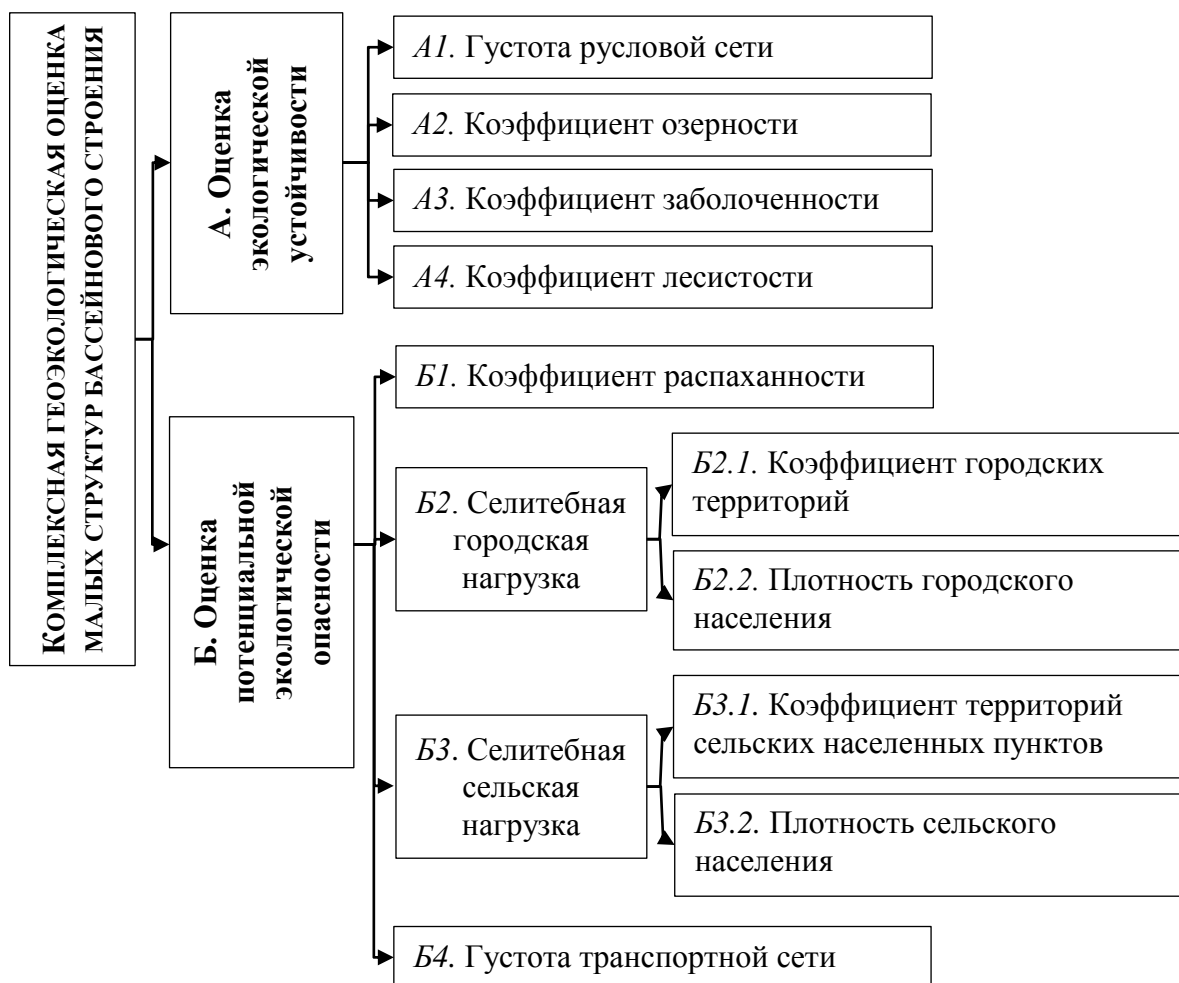 КОМПЛЕКСНАЯ ГЕОЭКОЛОГИЧЕСКАЯ ОЦЕНКА
МАЛЫХ СТРУКТУР БАССЕЙНОВОГО СТРОЕНИЯ
А. Оценка
экологической
устойчивости
А1. Густота русловой сети
А2. Коэффициент озерности
А3. Коэффициент заболоченности
А4. Коэффициент лесистости
Б. Оценка
потенциальной
экологической
опасности
Б1. Коэффициент распаханности
Б2. Селитебная
городская
нагрузка
Б2.1. Коэффициент городских
территорий
Б2.2. Плотность городского
населения
Б3. Селитебная
сельская
нагрузка
Б3.1. Коэффициент территорий
сельских населенных пунктов
Б3.2. Плотность сельского
населения
Б4. Густота транспортной сети